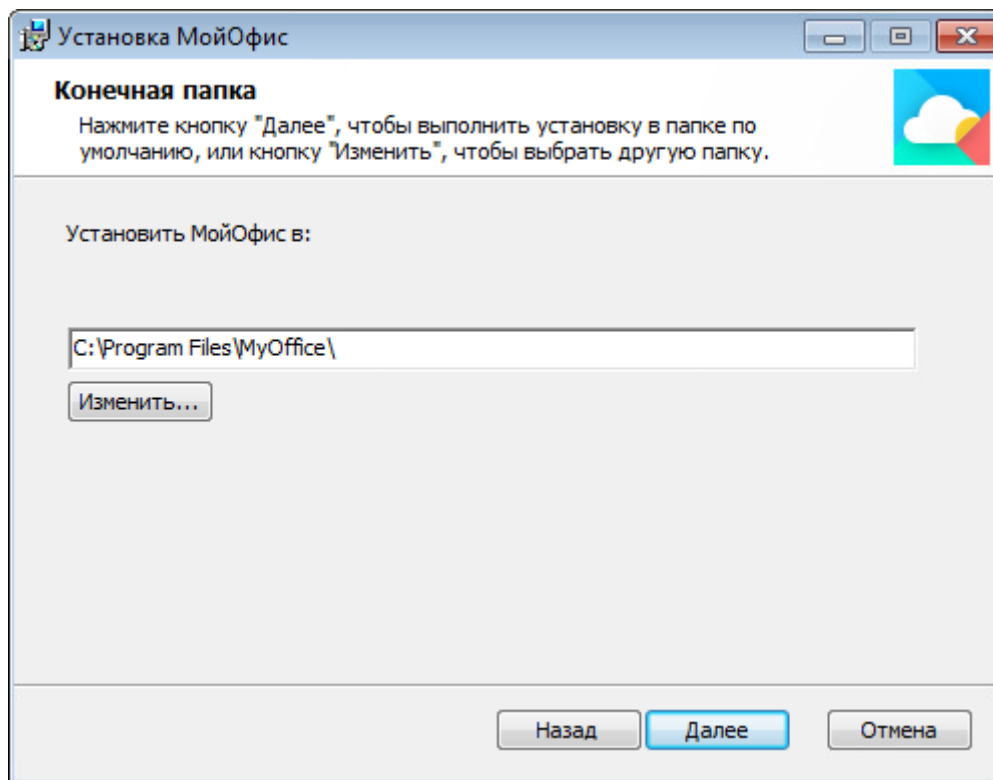 Установка МойОфис
Конечная папка
Нажмите кнопку "Далее", чтобы выполнить установку в папке по
умолчанию, или кнопку "Изменить", чтобы выбрать другую папку.
Установить МойОфис в:
C:\Program Files\MyOffice\
Изменить...
Назад Далее Отмена